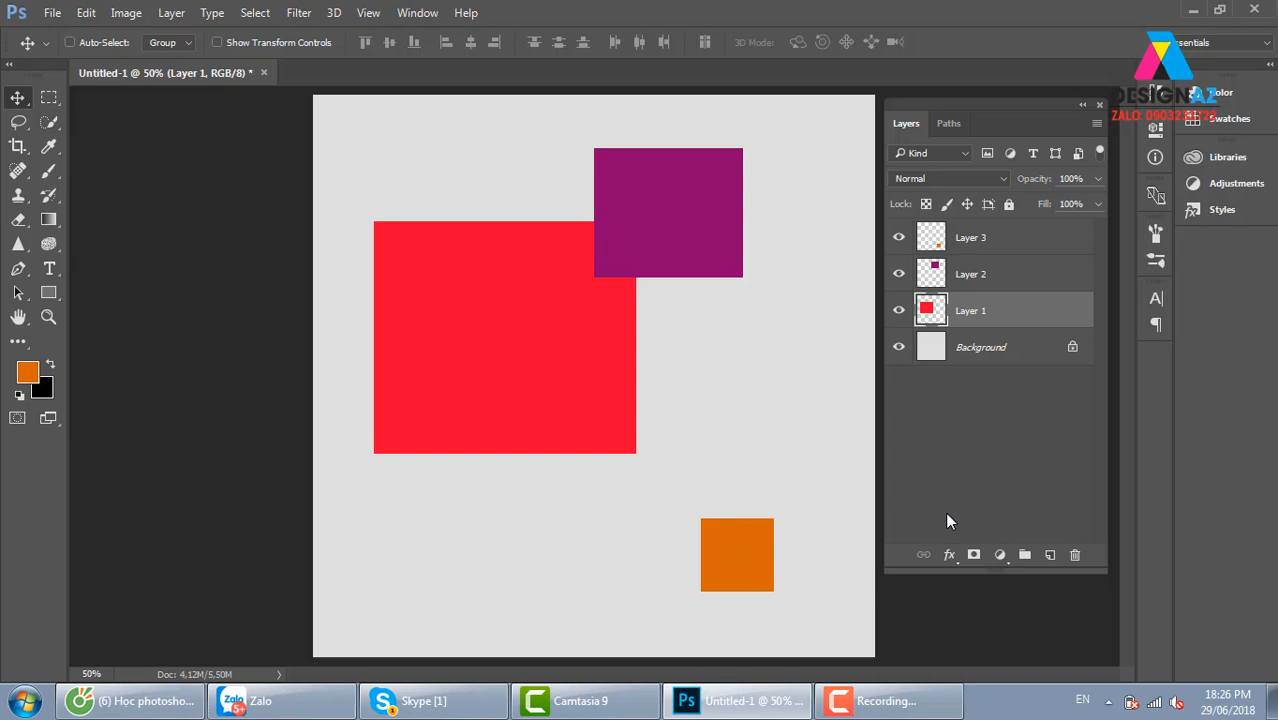 Ps File Edit Image Layer Type Select Filter 3D View Window Help
Auto-Select: Group Show Transform Controls 3D Mode:
Untitled-1 @ 50% (Layer 1, RGB/8) *
DESIGNAZ
Layers Paths
Kind
Normal Opacity: 100%
Lock: Fill: 100%
Layer 3
Layer 2
Layer 1
Background
fx
Color
Swatches
Libraries
Adjustments
Styles
50% Doc: 4,12M/5,50M
(6) Học photosho... Zalo Skype [1] Camtasia 9 Untitled-1 @ 50% ... Recording... EN
18:26 PM
29/06/2018